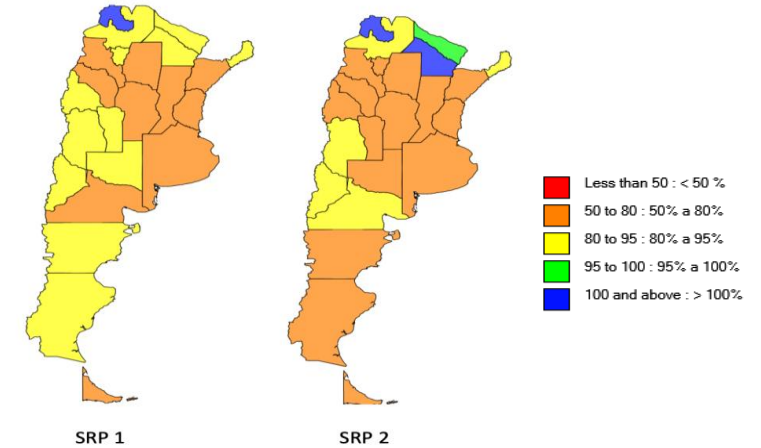 Less than 50 : < 50 %
50 to 80 : 50% a 80%
80 to 95 : 80% a 95%
95 to 100 : 95% a 100%
100 and above : > 100%
SRP 1
SRP 2